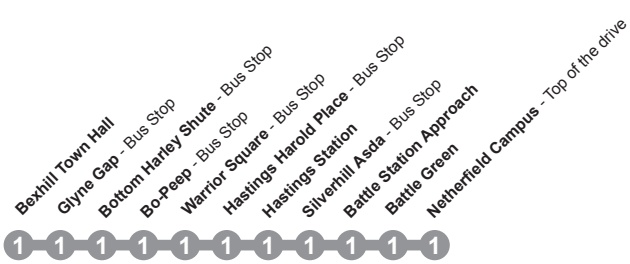 Bexhill Town Hall
Glyne Gap - Bus Stop
Bottom Harley Shute - Bus Stop
Bo-Peep - Bus Stop
Warrior Square - Bus Stop
Hastings Harold Place - Bus Stop
Hastings Station
Silverhill Asda - Bus Stop
Battle Station Approach
Battle Green
Netherfield Campus - Top of the drive
1 1 1 1 1 1 1 1 1 1 1